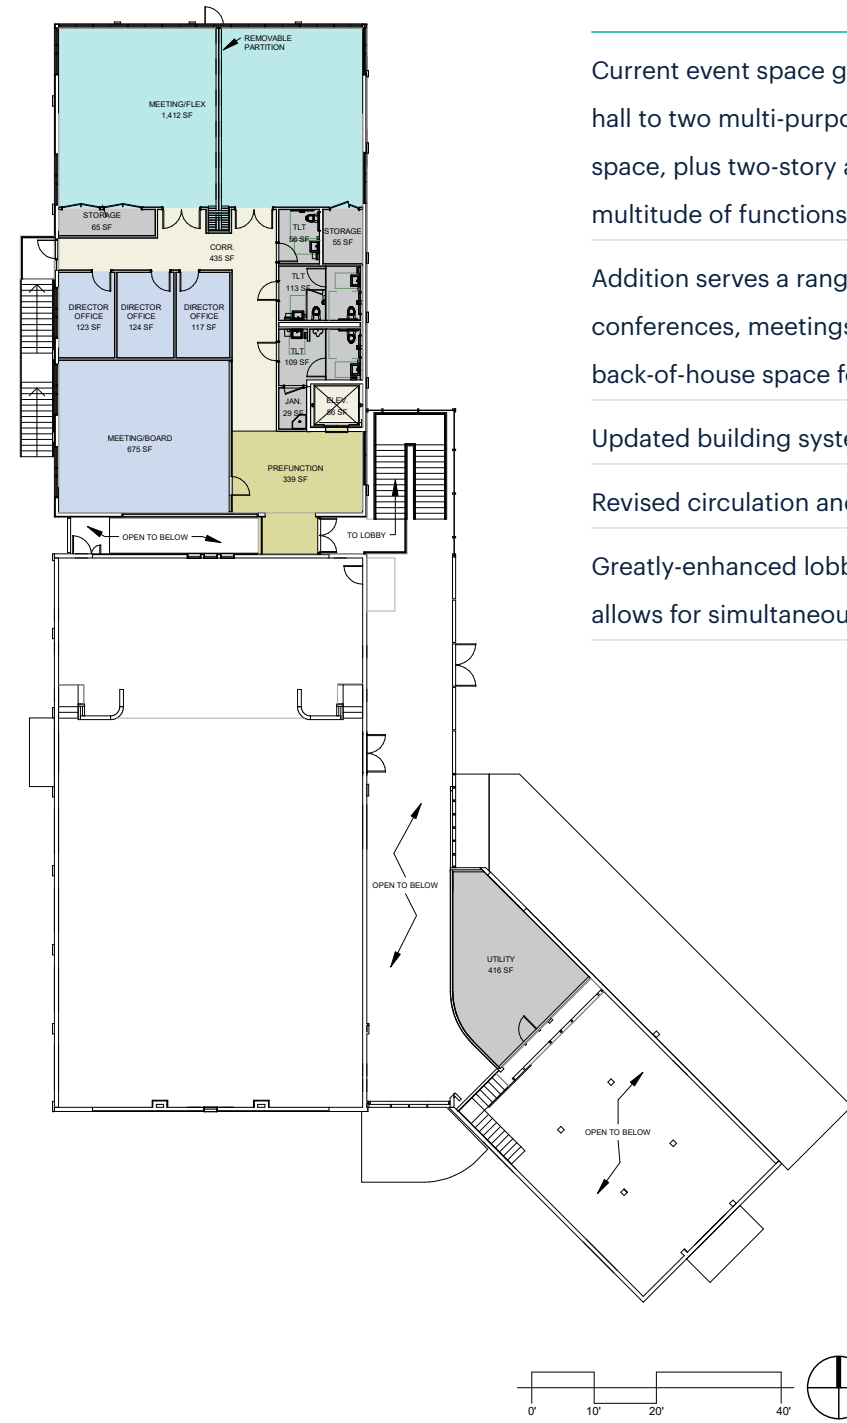 REMOVABLE
PARTITION
MEETING/FLEX
1,412 SF
STORAGE
65 SF
TLT
56 SF
STORAGE
55 SF
CORR.
435 SF
TLT
113 SF
DIRECTOR
OFFICE
123 SF
DIRECTOR
OFFICE
124 SF
DIRECTOR
OFFICE
117 SF
TLT
109 SF
JAN.
29 SF
ELEV.
86 SF
MEETING/BOARD
675 SF
PREFUNCTION
339 SF
OPEN TO BELOW
TO LOBBY
OPEN TO BELOW
UTILITY
416 SF
OPEN TO BELOW
0'
10'
20'
40'
Current event space g
hall to two multi-purpo
space, plus two-story a
multitude of functions
Addition serves a rang
conferences, meetings
back-of-house space fo
Updated building syste
Revised circulation and
Greatly-enhanced lobb
allows for simultaneou